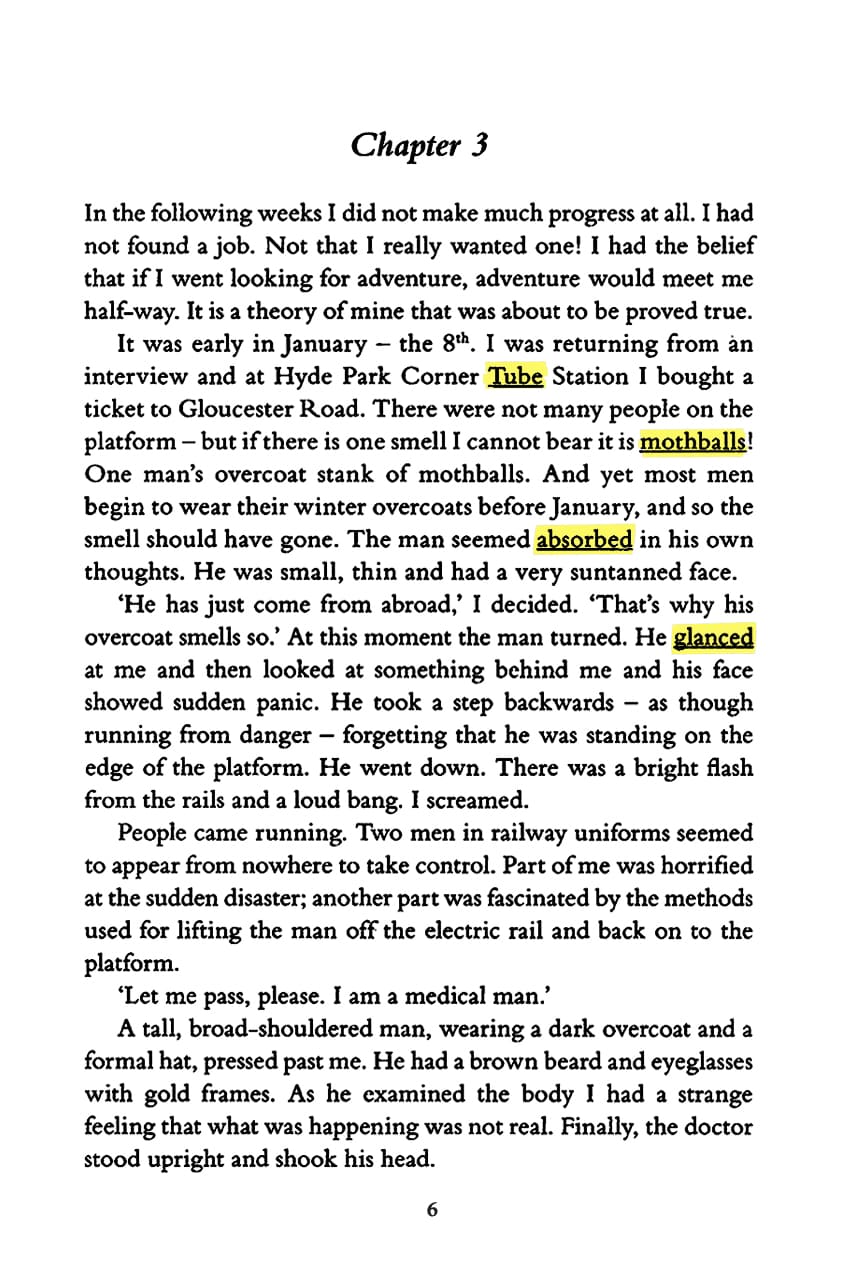 Chapter 3
In the following weeks I did not make much progress at all. I had
not found a job. Not that I really wanted one! I had the belief
that if I went looking for adventure, adventure would meet me
half-way. It is a theory of mine that was about to be proved true.
It was early in January – the 8th. I was returning from an
interview and at Hyde Park Corner Tube Station I bought a
ticket to Gloucester Road. There were not many people on the
platform – but if there is one smell I cannot bear it is mothballs!
One man’s overcoat stank of mothballs. And yet most men
begin to wear their winter overcoats before January, and so the
smell should have gone. The man seemed absorbed in his own
thoughts. He was small, thin and had a very suntanned face.
‘He has just come from abroad,’ I decided. ‘That’s why his
overcoat smells so.’ At this moment the man turned. He glanced
at me and then looked at something behind me and his face
showed sudden panic. He took a step backwards – as though
running from danger – forgetting that he was standing on the
edge of the platform. He went down. There was a bright flash
from the rails and a loud bang. I screamed.
People came running. Two men in railway uniforms seemed
to appear from nowhere to take control. Part of me was horrified
at the sudden disaster; another part was fascinated by the methods
used for lifting the man off the electric rail and back on to the
platform.
‘Let me pass, please. I am a medical man.’
A tall, broad-shouldered man, wearing a dark overcoat and a
formal hat, pressed past me. He had a brown beard and eyeglasses
with gold frames. As he examined the body I had a strange
feeling that what was happening was not real. Finally, the doctor
stood upright and shook his head.
6